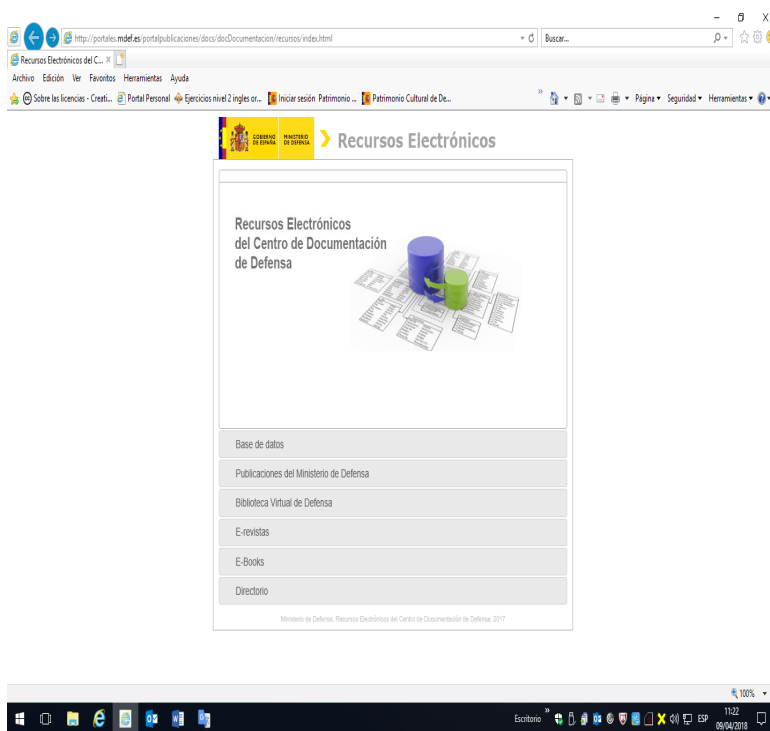 http://portales.mdef.es/portalpublicaciones/docs/docDocumentacion/recursos/index.html
Buscar...
Recursos Electrónicos del C...
Archivo Edición Ver Favoritos Herramientas Ayuda
Sobre las licencias - Creati... Portal Personal Ejercicios nivel 2 ingles or... Iniciar sesión Patrimonio ... Patrimonio Cultural de De... Página Seguridad Herramientas
GOBIERNO DE ESPAÑA
MINISTERIO DE DEFENSA
Recursos Electrónicos
Recursos Electrónicos
del Centro de Documentación
de Defensa
Base de datos
Publicaciones del Ministerio de Defensa
Biblioteca Virtual de Defensa
E-revistas
E-Books
Directorio
Ministerio de Defensa, Recursos Electrónicos del Centro de Documentación de Defensa, 2017
100%
Escritorio ESP 11:22
09/04/2018